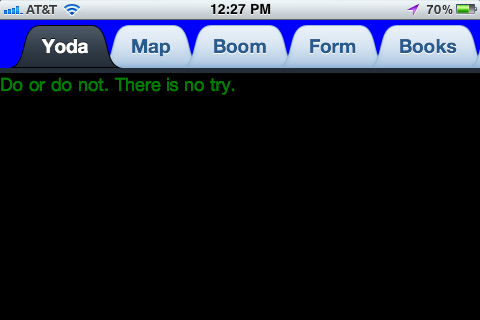 AT&T 12:27 PM 70%
Yoda Map Boom Form Books
Do or do not. There is no try.